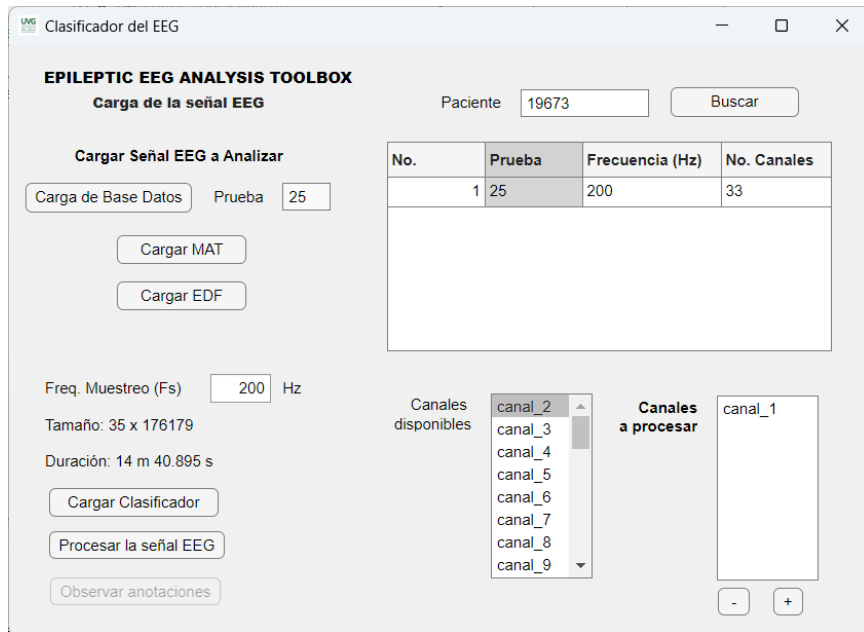 UVG
Clasificador del EEG
EPILEPTIC EEG ANALYSIS TOOLBOX
Carga de la señal EEG
Paciente 19673 Buscar
Cargar Señal EEG a Analizar
Carga de Base Datos Prueba 25
Cargar MAT
Cargar EDF
No. Prueba Frecuencia (Hz) No. Canales
1 25 200 33
Freq. Muestreo (Fs) 200 Hz
Tamaño: 35 x 176179
Duración: 14 m 40.895 s
Cargar Clasificador
Procesar la señal EEG
Observar anotaciones
Canales
disponibles
canal_2
canal_3
canal_4
canal_5
canal_6
canal_7
canal_8
canal_9
Canales
a procesar
canal_1
- +